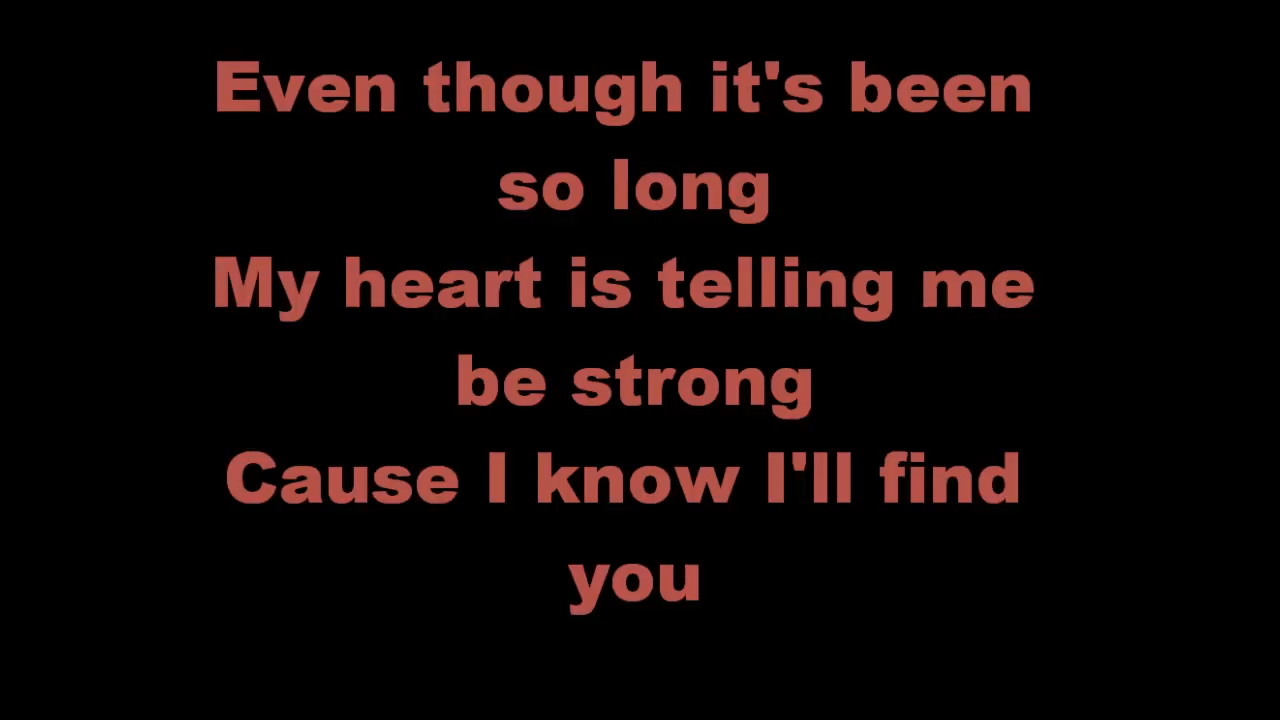 Even though it's been
so long
My heart is telling me
be strong
Cause I know I'll find
you